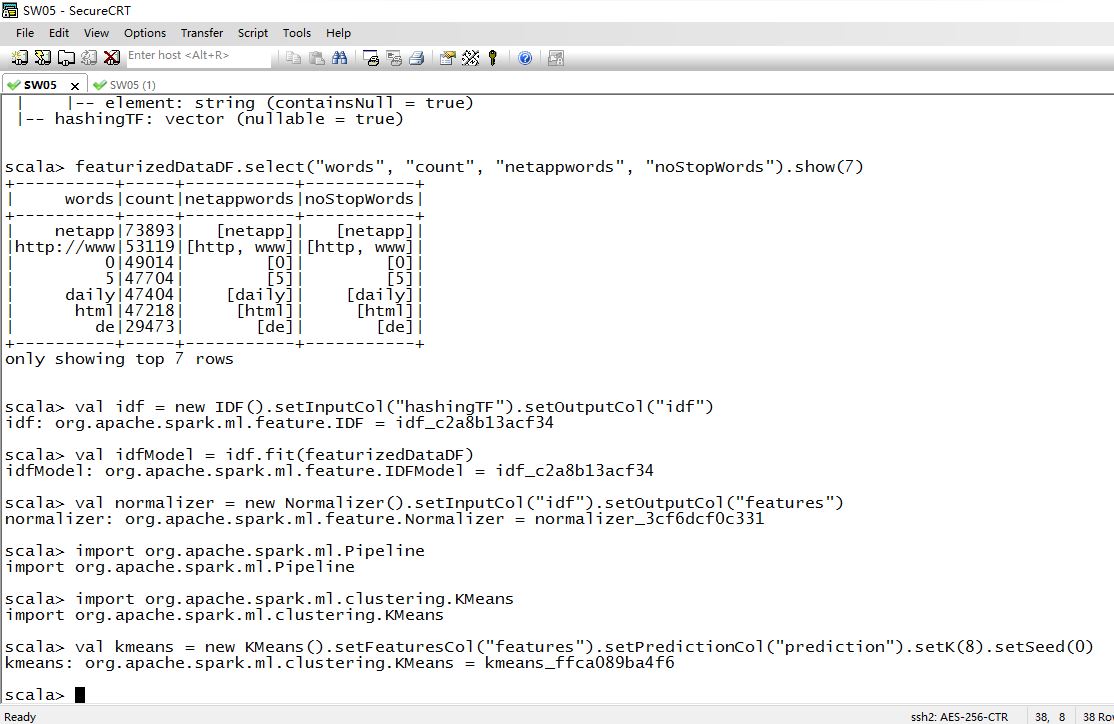 SW05 - SecureCRT
File Edit View Options Transfer Script Tools Help
Enter host <Alt+R>
SW05 x SW05 (1)
|    |-- element: string (containsNull = true)
|-- hashingTF: vector (nullable = true)
scala> featurizedDataDF.select("words", "count", "netappwords", "noStopWords").show(7)
+----------+-----+-----------+-----------+
|     words|count|netappwords|noStopWords|
+----------+-----+-----------+-----------+
|    netapp|73893|   [netapp]|   [netapp]|
|http://www|53119|[http, www]|[http, www]|
|         0|49014|        [0]|        [0]|
|         5|47704|        [5]|        [5]|
|     daily|47404|    [daily]|    [daily]|
|      html|47218|     [html]|     [html]|
|        de|29473|       [de]|       [de]|
+----------+-----+-----------+-----------+
only showing top 7 rows
scala> val idf = new IDF().setInputCol("hashingTF").setOutputCol("idf")
idf: org.apache.spark.ml.feature.IDF = idf_c2a8b13acf34
scala> val idfModel = idf.fit(featurizedDataDF)
idfModel: org.apache.spark.ml.feature.IDFModel = idf_c2a8b13acf34
scala> val normalizer = new Normalizer().setInputCol("idf").setOutputCol("features")
normalizer: org.apache.spark.ml.feature.Normalizer = normalizer_3cf6dcf0c331
scala> import org.apache.spark.ml.Pipeline
import org.apache.spark.ml.Pipeline
scala> import org.apache.spark.ml.clustering.KMeans
import org.apache.spark.ml.clustering.KMeans
scala> val kmeans = new KMeans().setFeaturesCol("features").setPredictionCol("prediction").setK(8).setSeed(0)
kmeans: org.apache.spark.ml.clustering.KMeans = kmeans_ffca089ba4f6
scala>
Ready ssh2: AES-256-CTR 38, 8 38 Ro